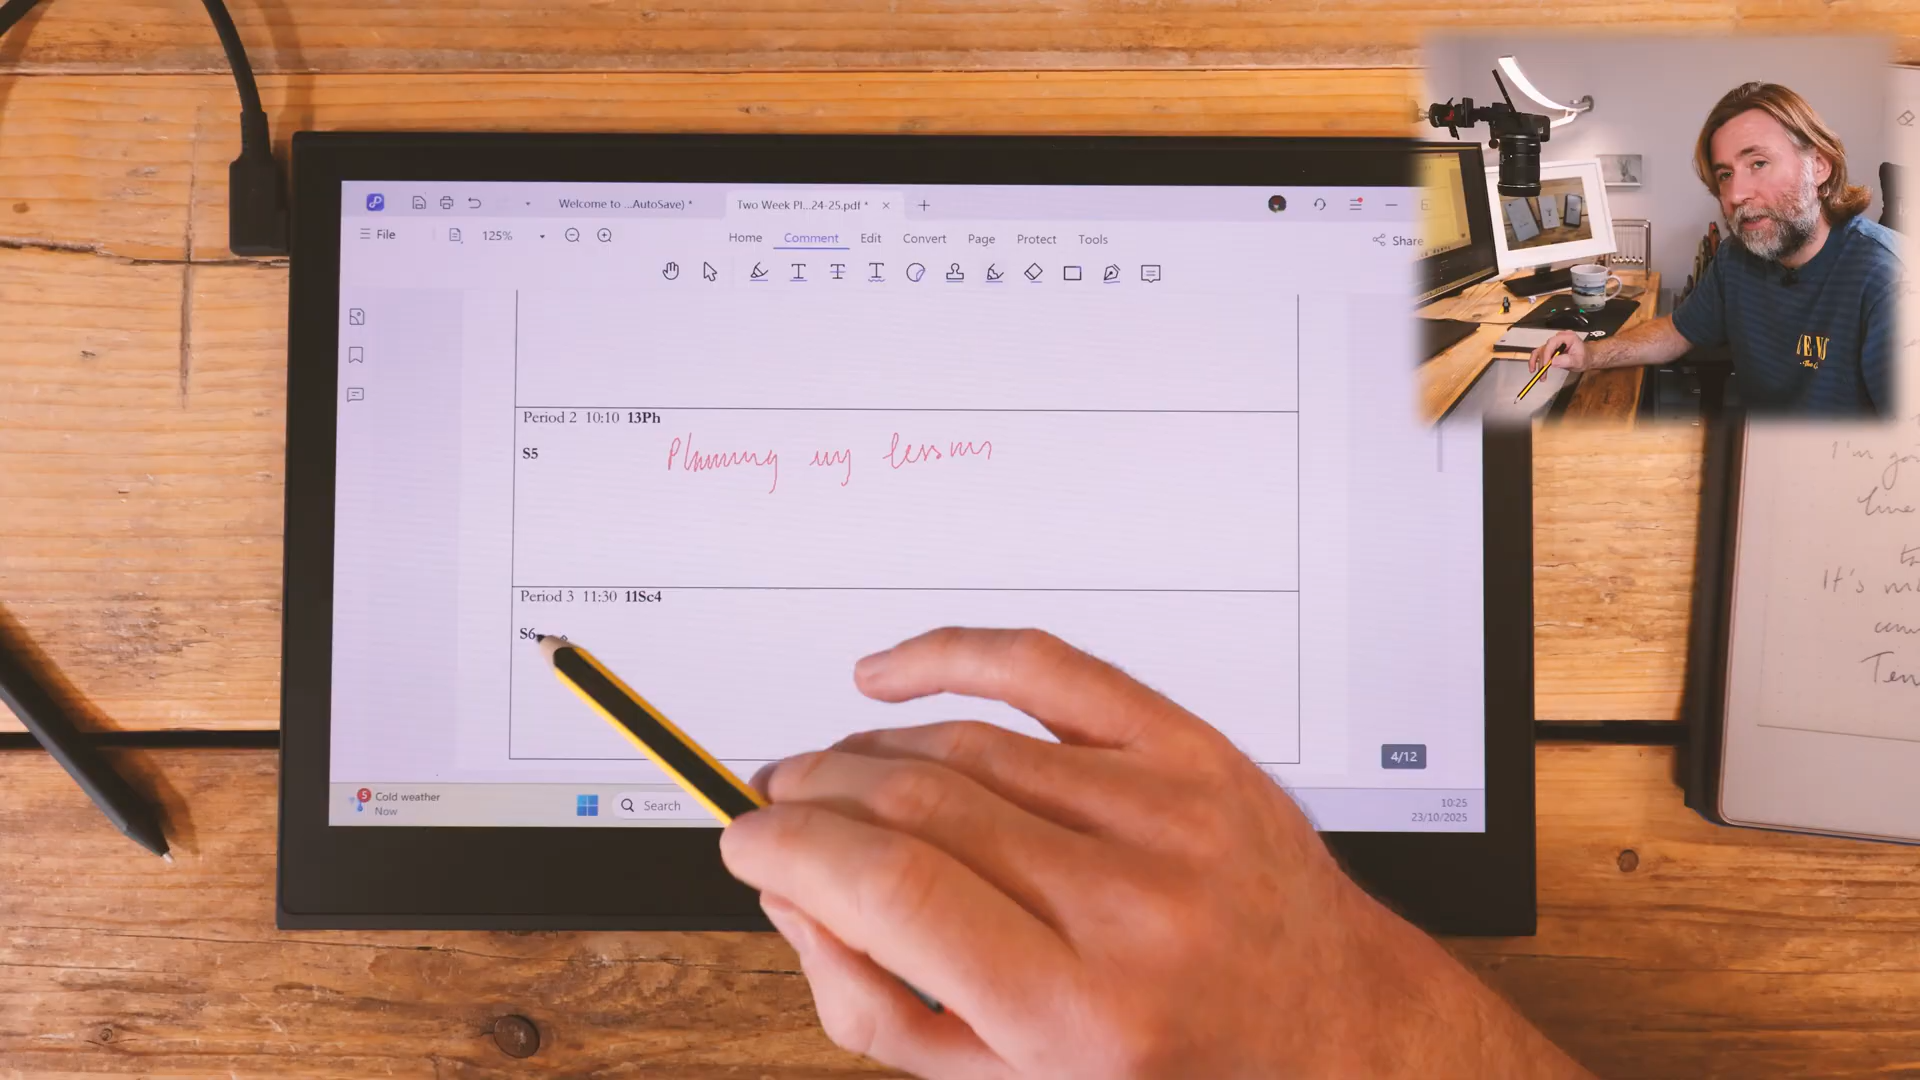 Welcome to ...AutoSave) *
Two Week Pl...24-25.pdf *
File
125%
Home
Comment
Edit
Convert
Page
Protect
Tools
Share
Period 2 10:10 13Ph
S5
Planning my lessons
Period 3 11:30 11Sc4
S6
4/12
5
Cold weather
Now
Search
10:25
23/10/2025
I'm
It's